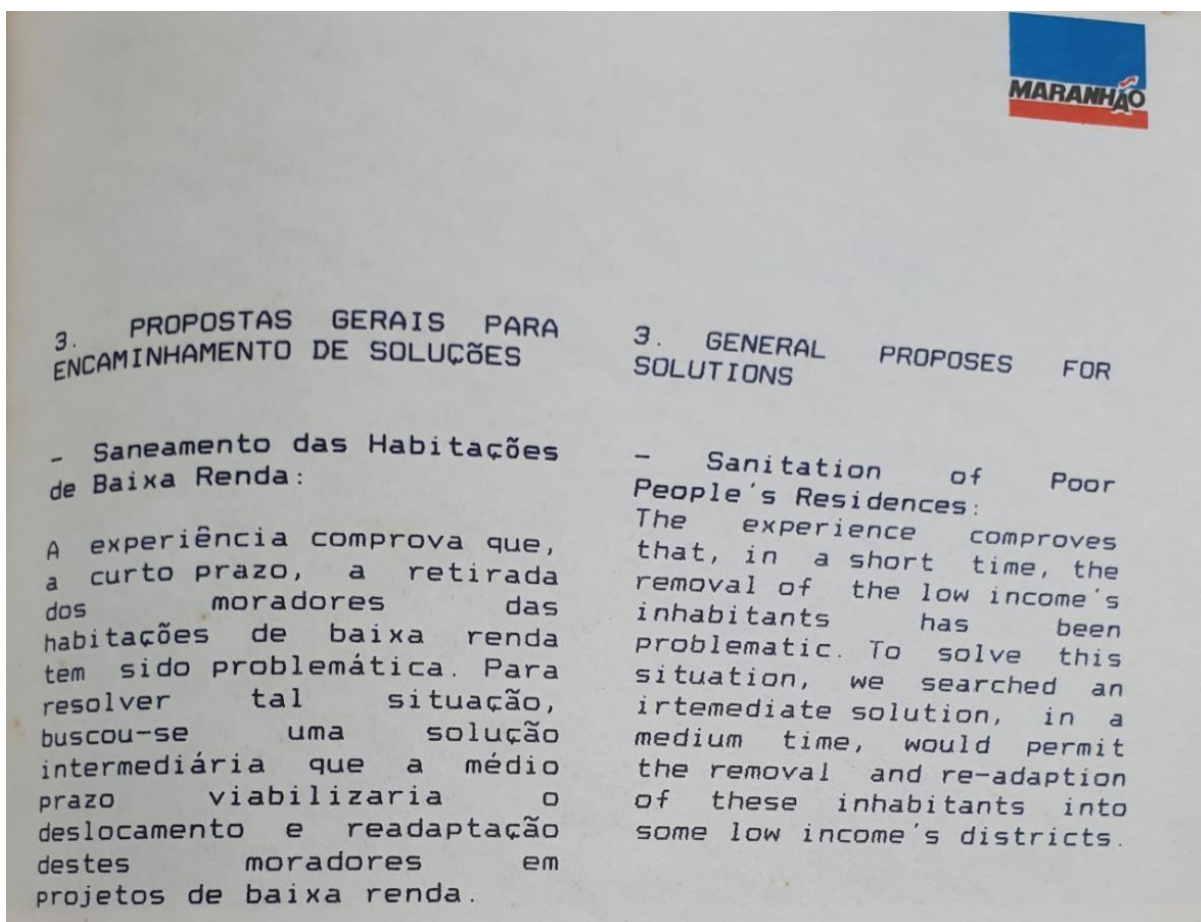 MARANHÃO
3. PROPOSTAS GERAIS PARA
ENCAMINHAMENTO DE SOLUÇÕES
- Saneamento das Habitações
de Baixa Renda:
A experiência comprova que,
a curto prazo, a retirada
dos moradores das
habitações de baixa renda
tem sido problemática. Para
resolver tal situação,
buscou-se uma solução
intermediária que a médio
prazo viabilizaria o
deslocamento e readaptação
destes moradores em
projetos de baixa renda.
3. GENERAL PROPOSES FOR
SOLUTIONS
- Sanitation of Poor
People's Residences:
The experience comproves
that, in a short time, the
removal of the low income's
inhabitants has been
problematic. To solve this
situation, we searched an
irtemediate solution, in a
medium time, would permit
the removal and re-adaption
of these inhabitants into
some low income's districts.